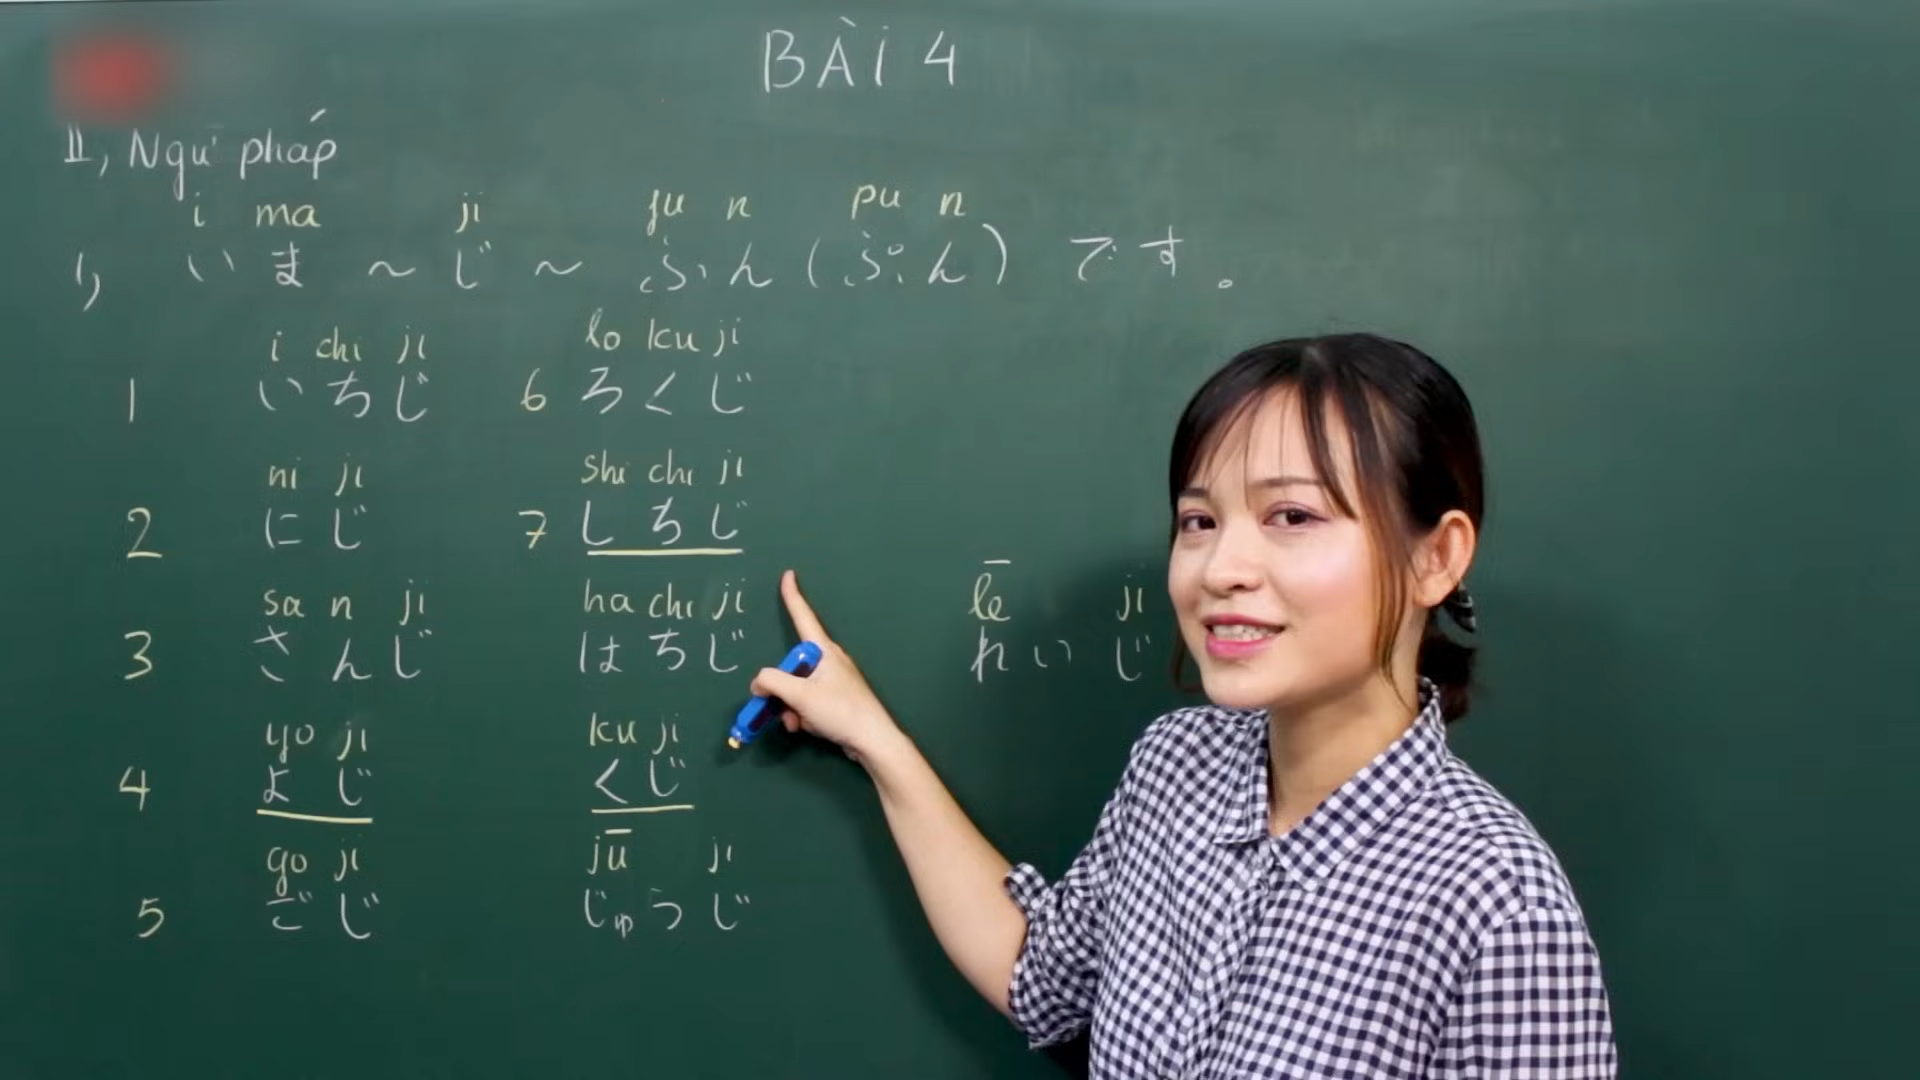 BÀI 4
II, Ngữ pháp
i ma ji fu n pu n
1, いま ~ じ ~ ふん (ぷん) です。
i chi ji lo ku ji
1 いちじ 6 ろくじ
ni ji shi chi ji
2 にじ 7 しちじ
sa n ji ha chi ji lē ji
3 さんじ はちじ れいじ
yo ji ku ji
4 よじ くじ
go ji jū ji
5 ごじ じゅうじ